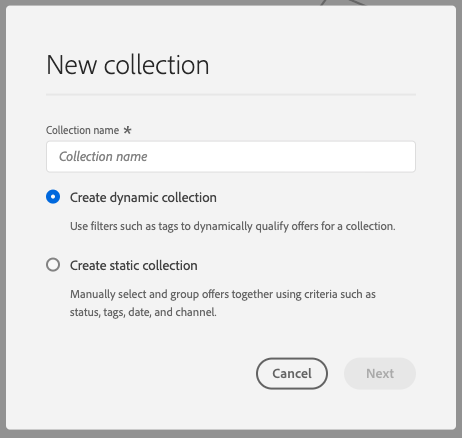 New collection
Collection name *
Collection name
Create dynamic collection
Use filters such as tags to dynamically qualify offers for a collection.
Create static collection
Manually select and group offers together using criteria such as
status, tags, date, and channel.
Cancel
Next